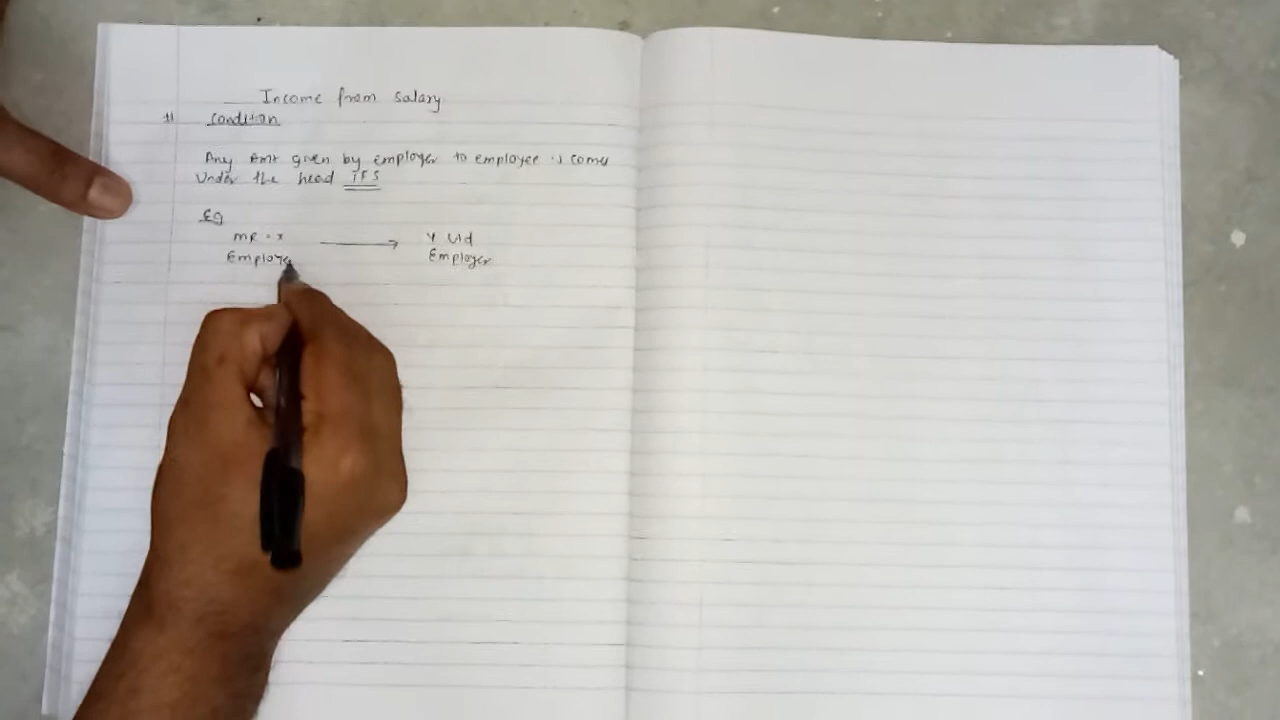 Income from salary
1) Condition
Any Amt given by employer to employee is comes
Under the head IFS
Eg
MR. x → Y Ltd
Employe Employer